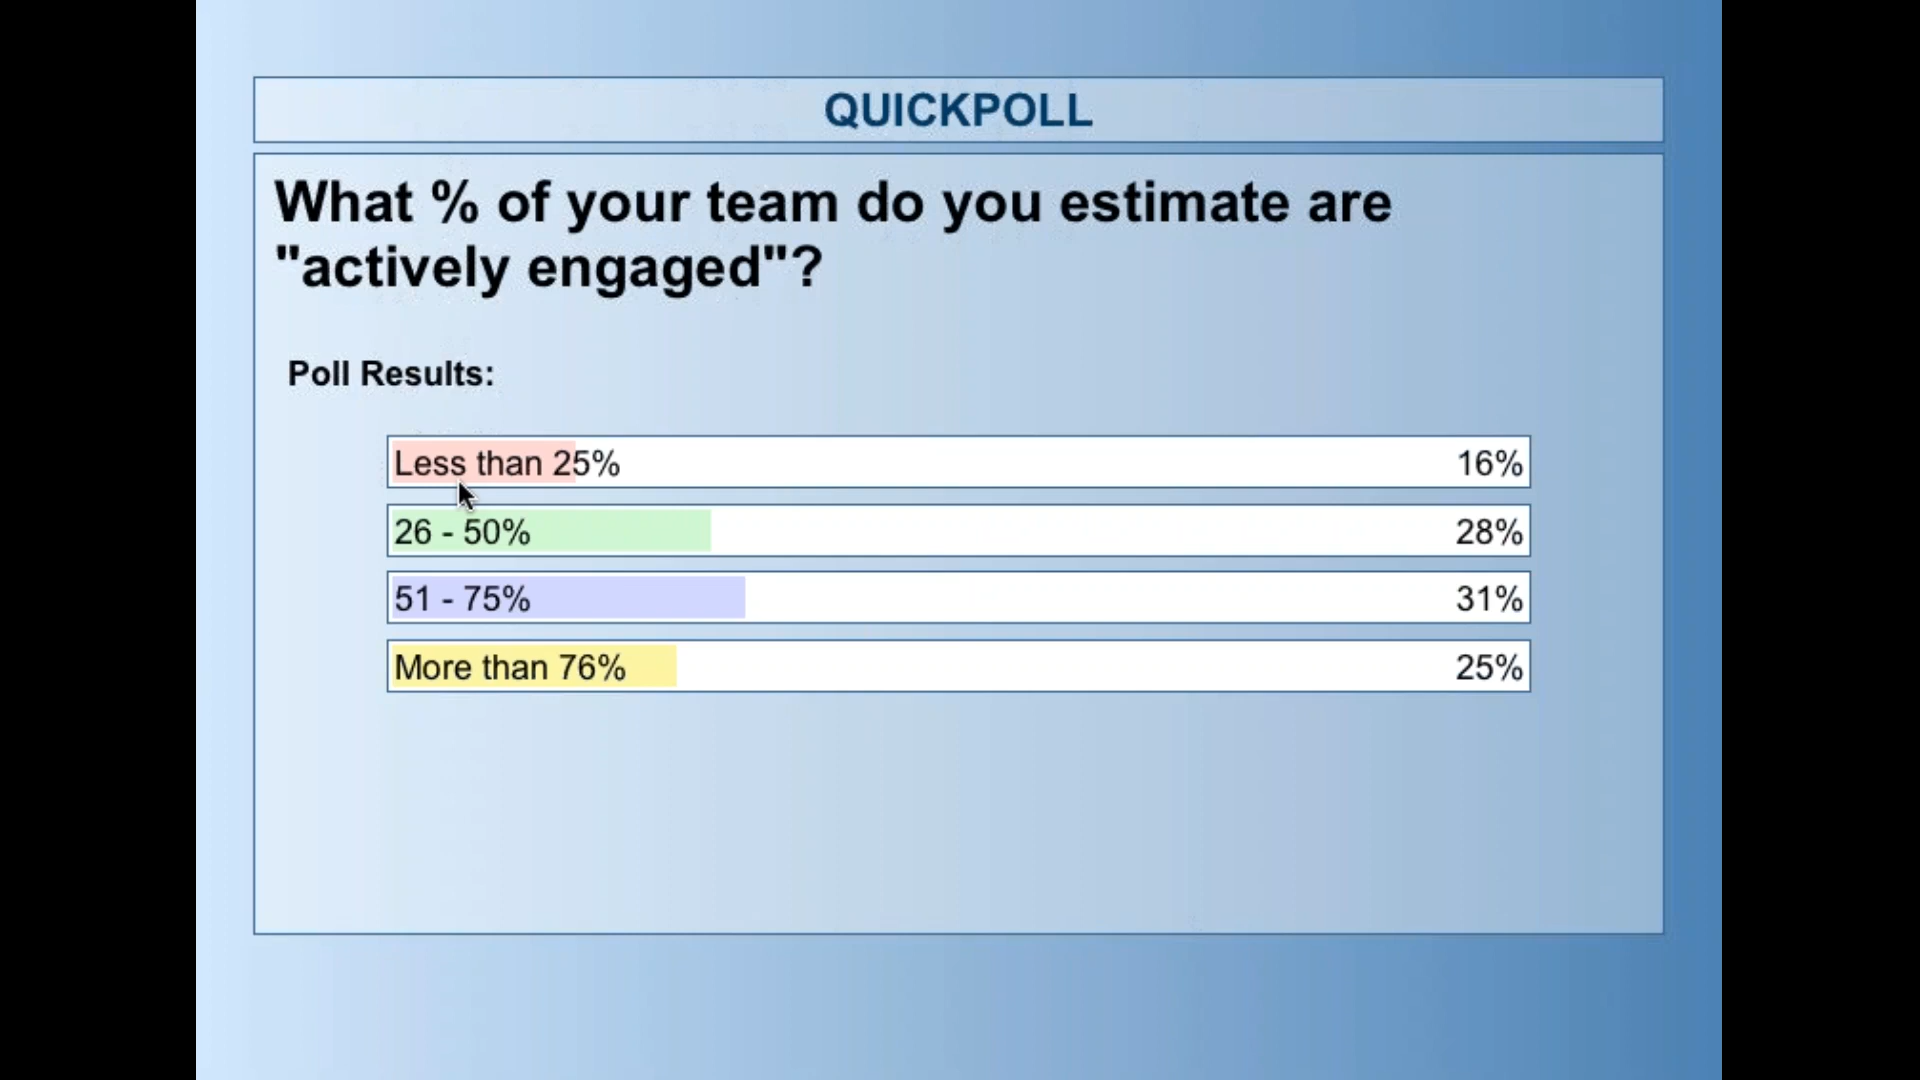 QUICKPOLL
What % of your team do you estimate are
"actively engaged"?
Poll Results:
Less than 25% 16%
26 - 50% 28%
51 - 75% 31%
More than 76% 25%